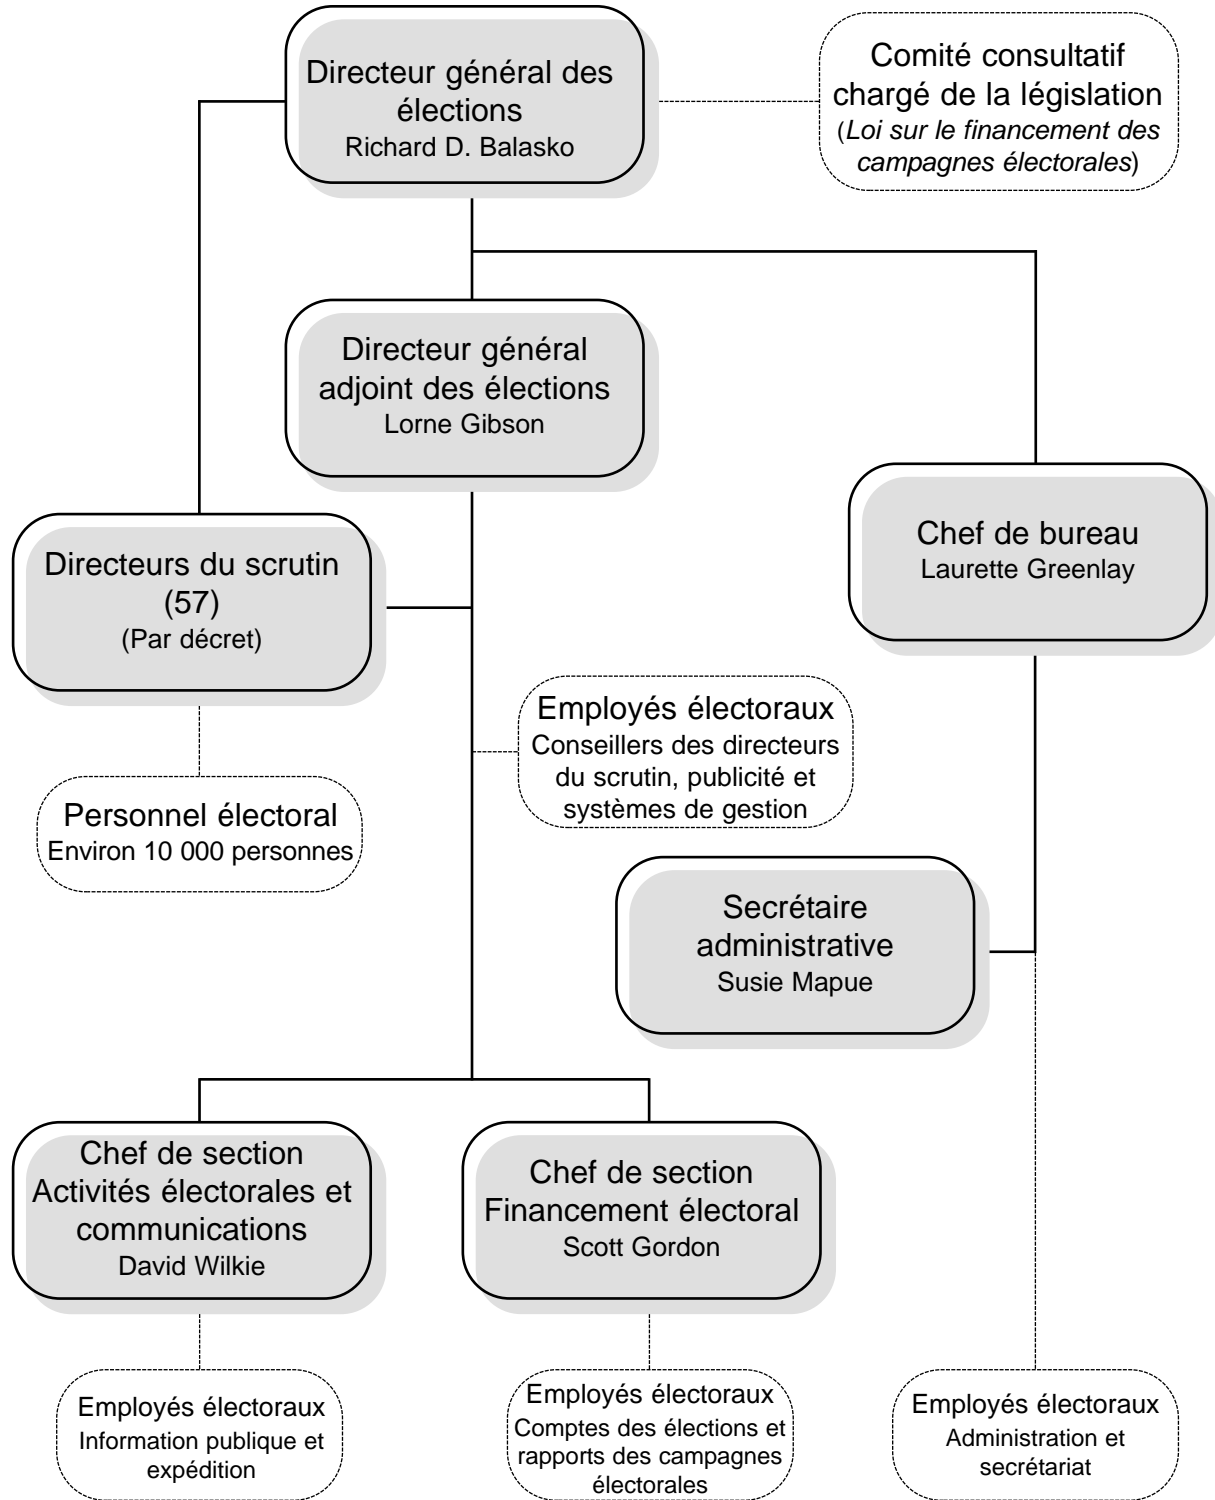 Directeur général des
élections
Richard D. Balasko
Comité consultatif
chargé de la législation
(Loi sur le financement des
campagnes électorales)
Directeur général
adjoint des élections
Lorne Gibson
Directeurs du scrutin
(57)
(Par décret)
Chef de bureau
Laurette Greenlay
Employés électoraux
Conseillers des directeurs
du scrutin, publicité et
systèmes de gestion
Personnel électoral
Environ 10 000 personnes
Secrétaire
administrative
Susie Mapue
Chef de section
Activités électorales et
communications
David Wilkie
Chef de section
Financement électoral
Scott Gordon
Employés électoraux
Information publique et
expédition
Employés électoraux
Comptes des élections et
rapports des campagnes
électorales
Employés électoraux
Administration et
secrétariat